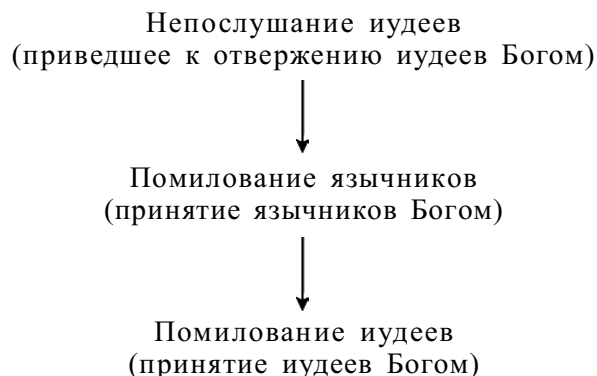 Непослушание иудеев
(приведшее к отвержению иудеев Богом)
Помилование язычников
(принятие язычников Богом)
Помилование иудеев
(принятие иудеев Богом)